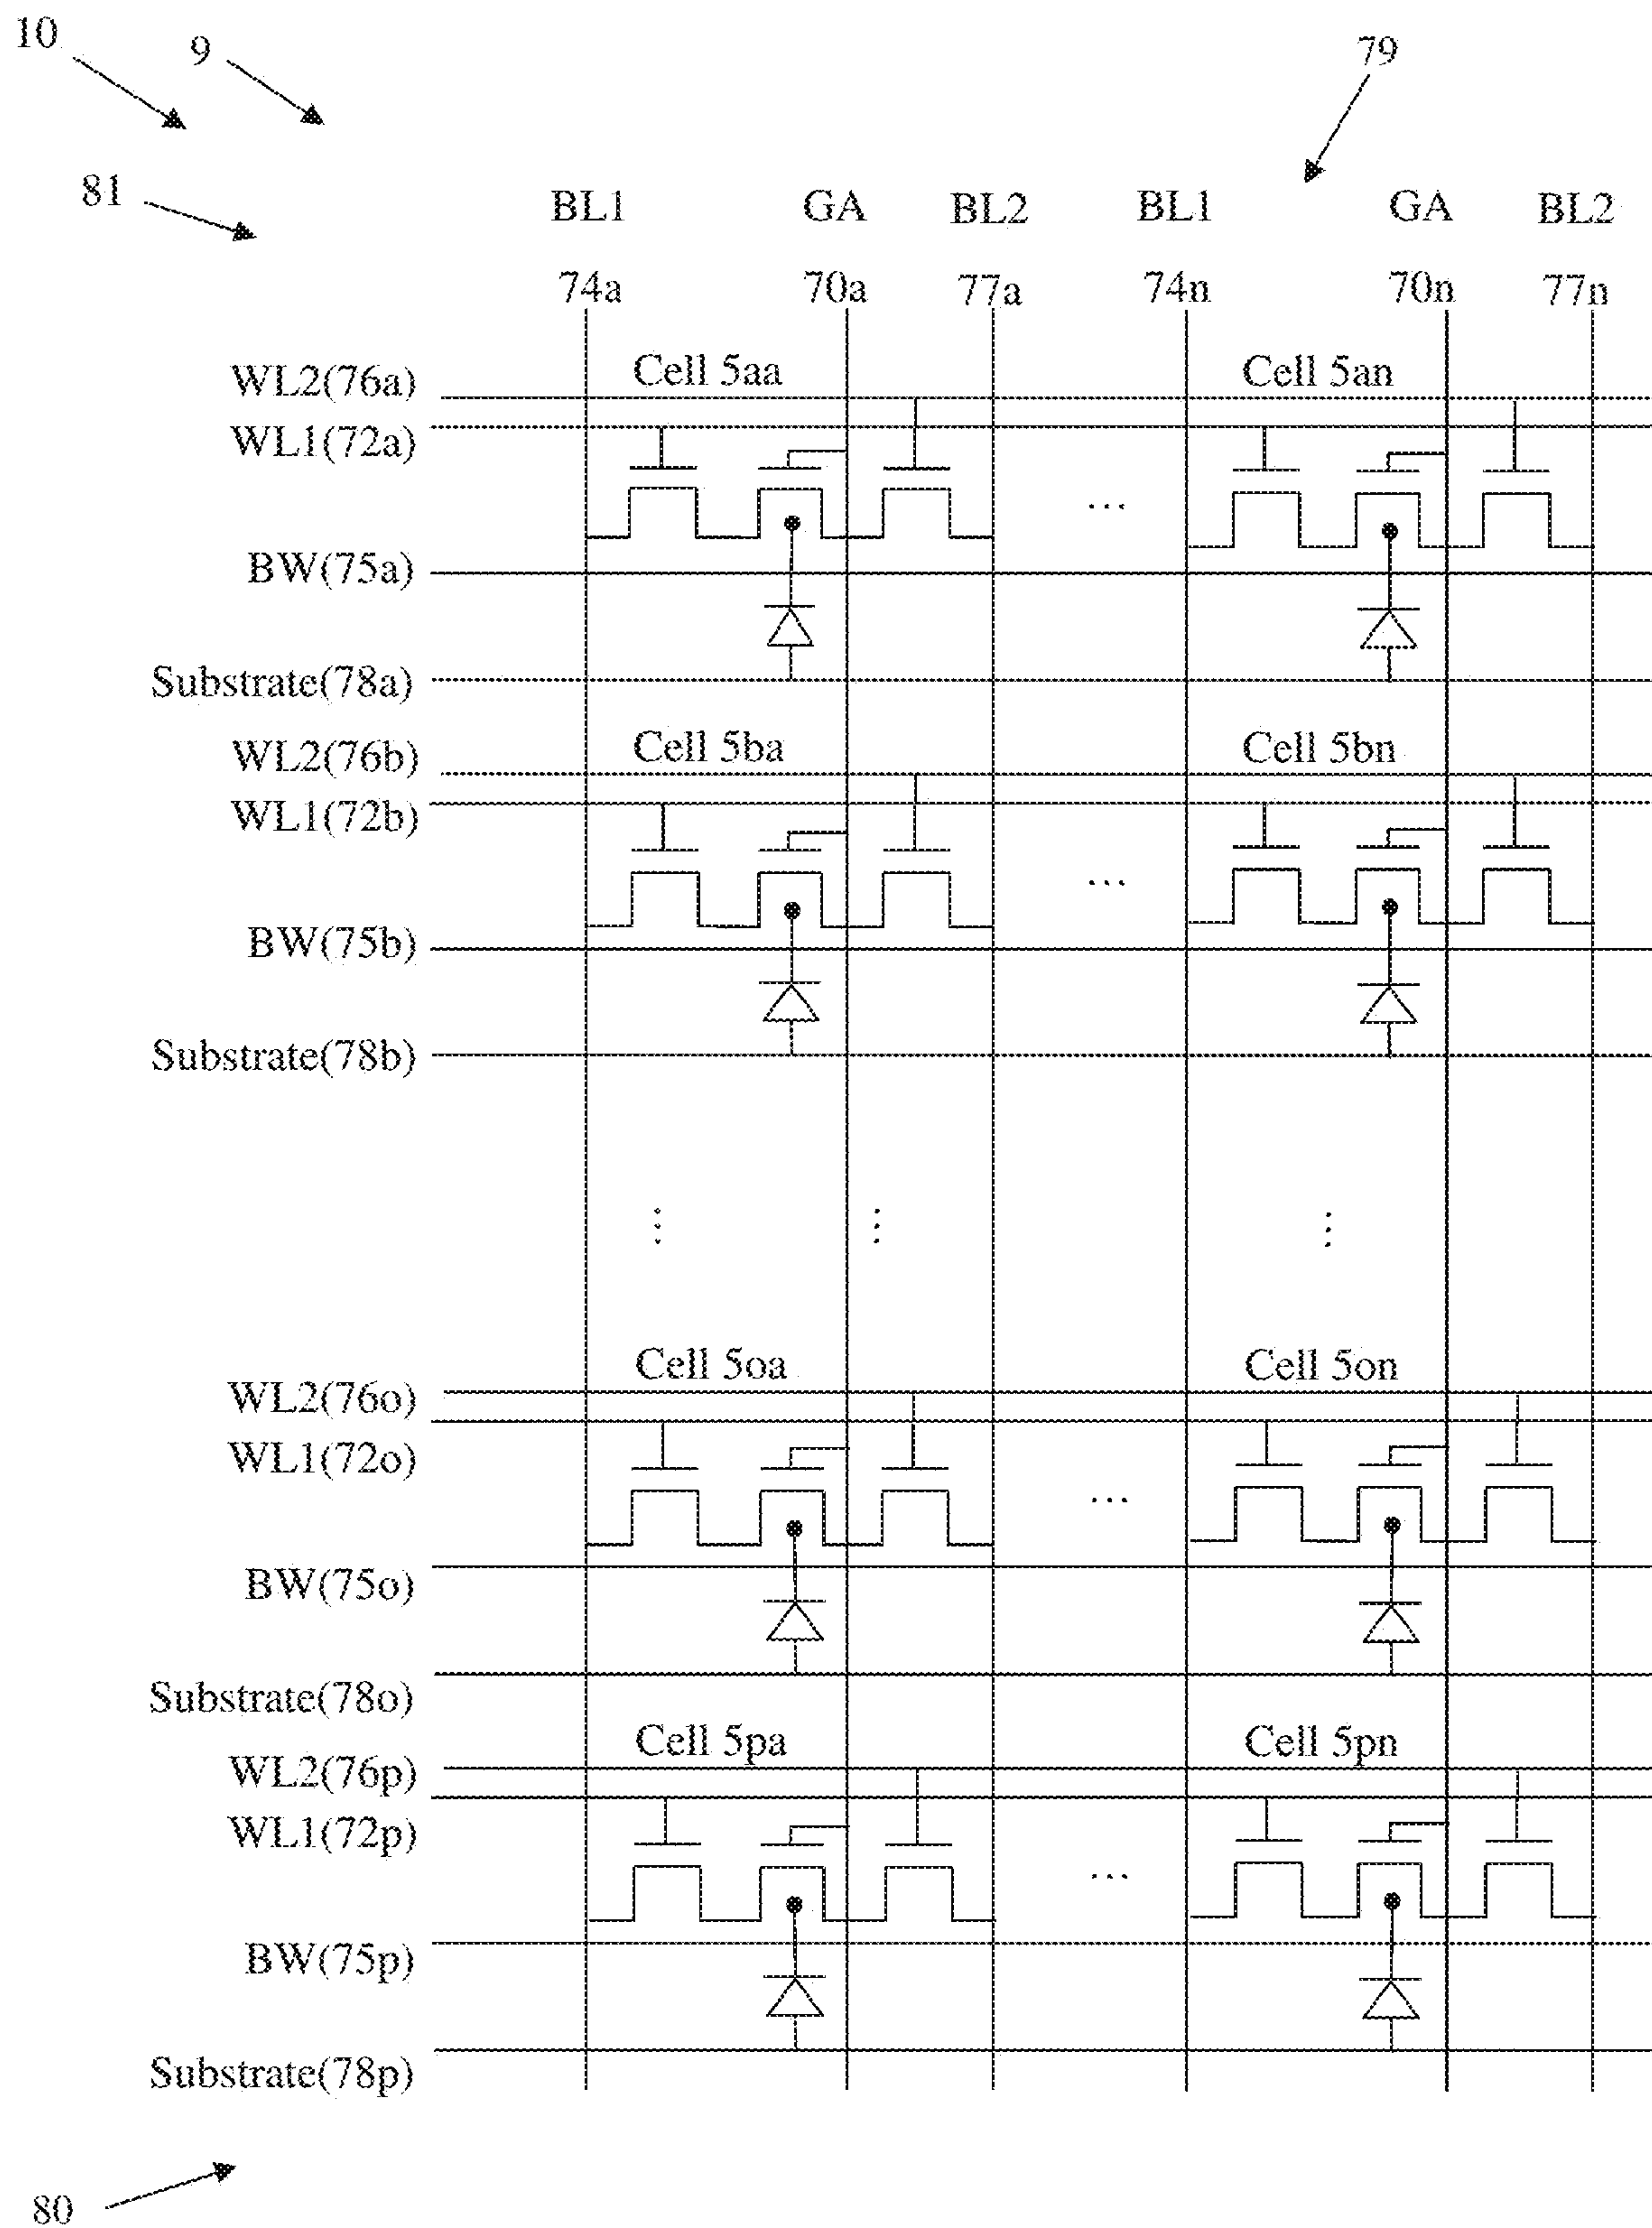 10
9
79
81
BL1 GA BL2 BL1 GA BL2
74a 70a 77a 74n 70n 77n
WL2(76a) Cell 5aa Cell 5an
WL1(72a)
...
BW(75a)
Substrate(78a)
WL2(76b) Cell 5ba Cell 5bn
WL1(72b)
...
BW(75b)
Substrate(78b)
Cell 5oa Cell 5on
WL2(76o)
WL1(72o)
...
BW(75o)
Substrate(78o)
Cell 5pa Cell 5pn
WL2(76p)
WL1(72p)
...
BW(75p)
Substrate(78p)
80